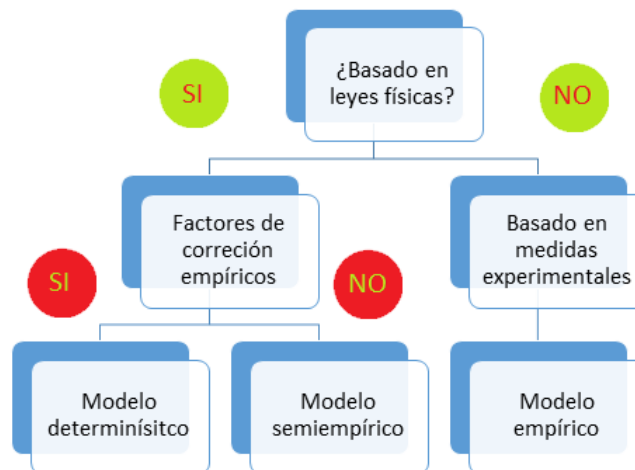 ¿Basado en
leyes físicas?
SI
NO
Factores de
correción
empíricos
Basado en
medidas
experimentales
SI
NO
Modelo
determinísitco
Modelo
semiempírico
Modelo
empírico